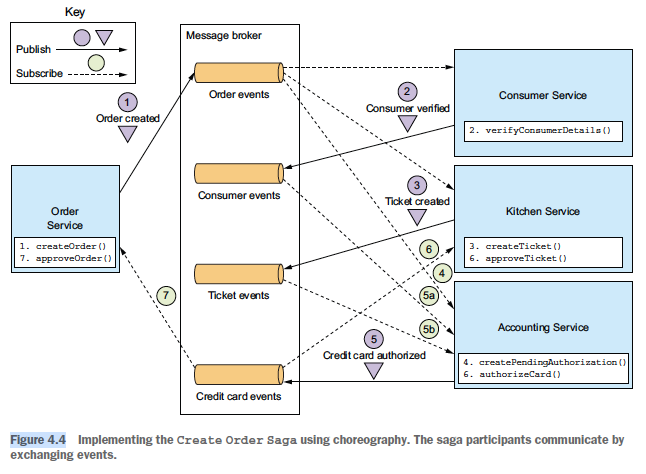 Key
Publish
Subscribe
Message broker
Order events
Consumer events
Ticket events
Credit card events
1
Order created
Order
Service
1. createOrder()
7. approveOrder()
7
2
Consumer verified
3
Ticket created
6
4
5a
5b
5
Credit card authorized
Consumer Service
2. verifyConsumerDetails()
Kitchen Service
3. createTicket()
6. approveTicket()
Accounting Service
4. createPendingAuthorization()
6. authorizeCard()
Figure 4.4 Implementing the Create Order Saga using choreography. The saga participants communicate by
exchanging events.